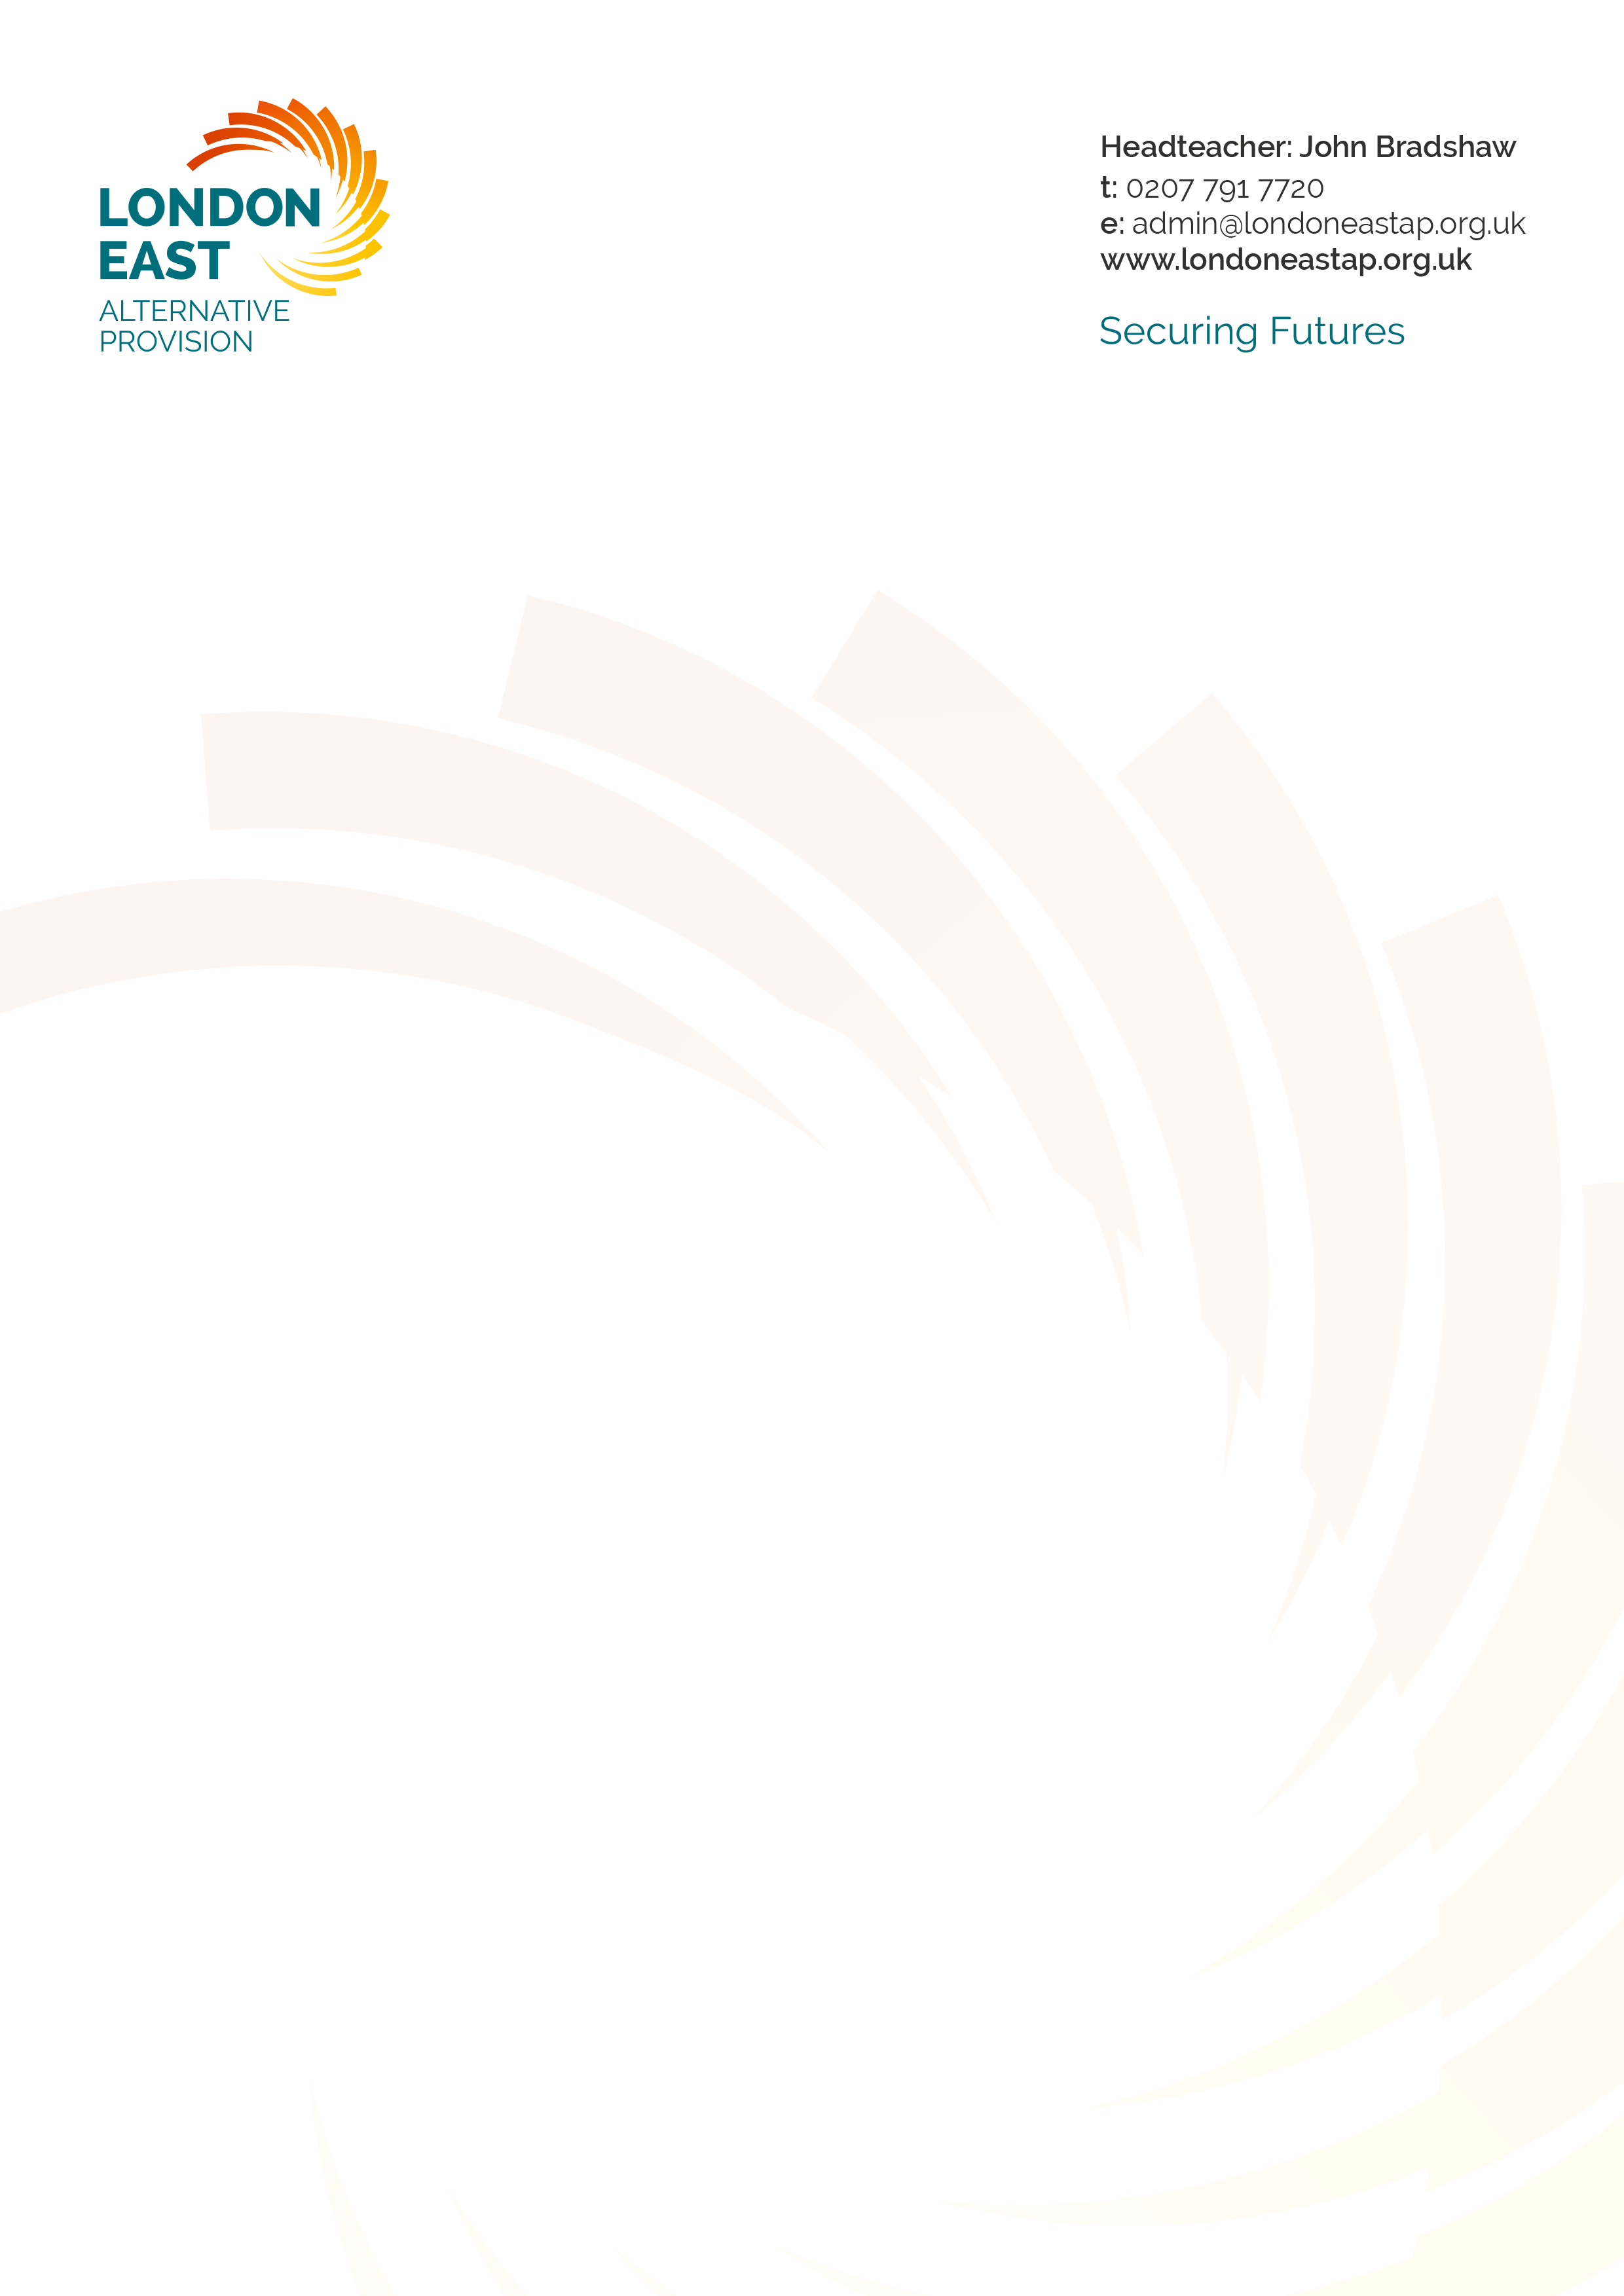 LONDON
EAST
ALTERNATIVE
PROVISION
Headteacher: John Bradshaw
t: 0207 791 7720
e: admin@londoneastap.org.uk
www.londoneastap.org.uk
Securing Futures